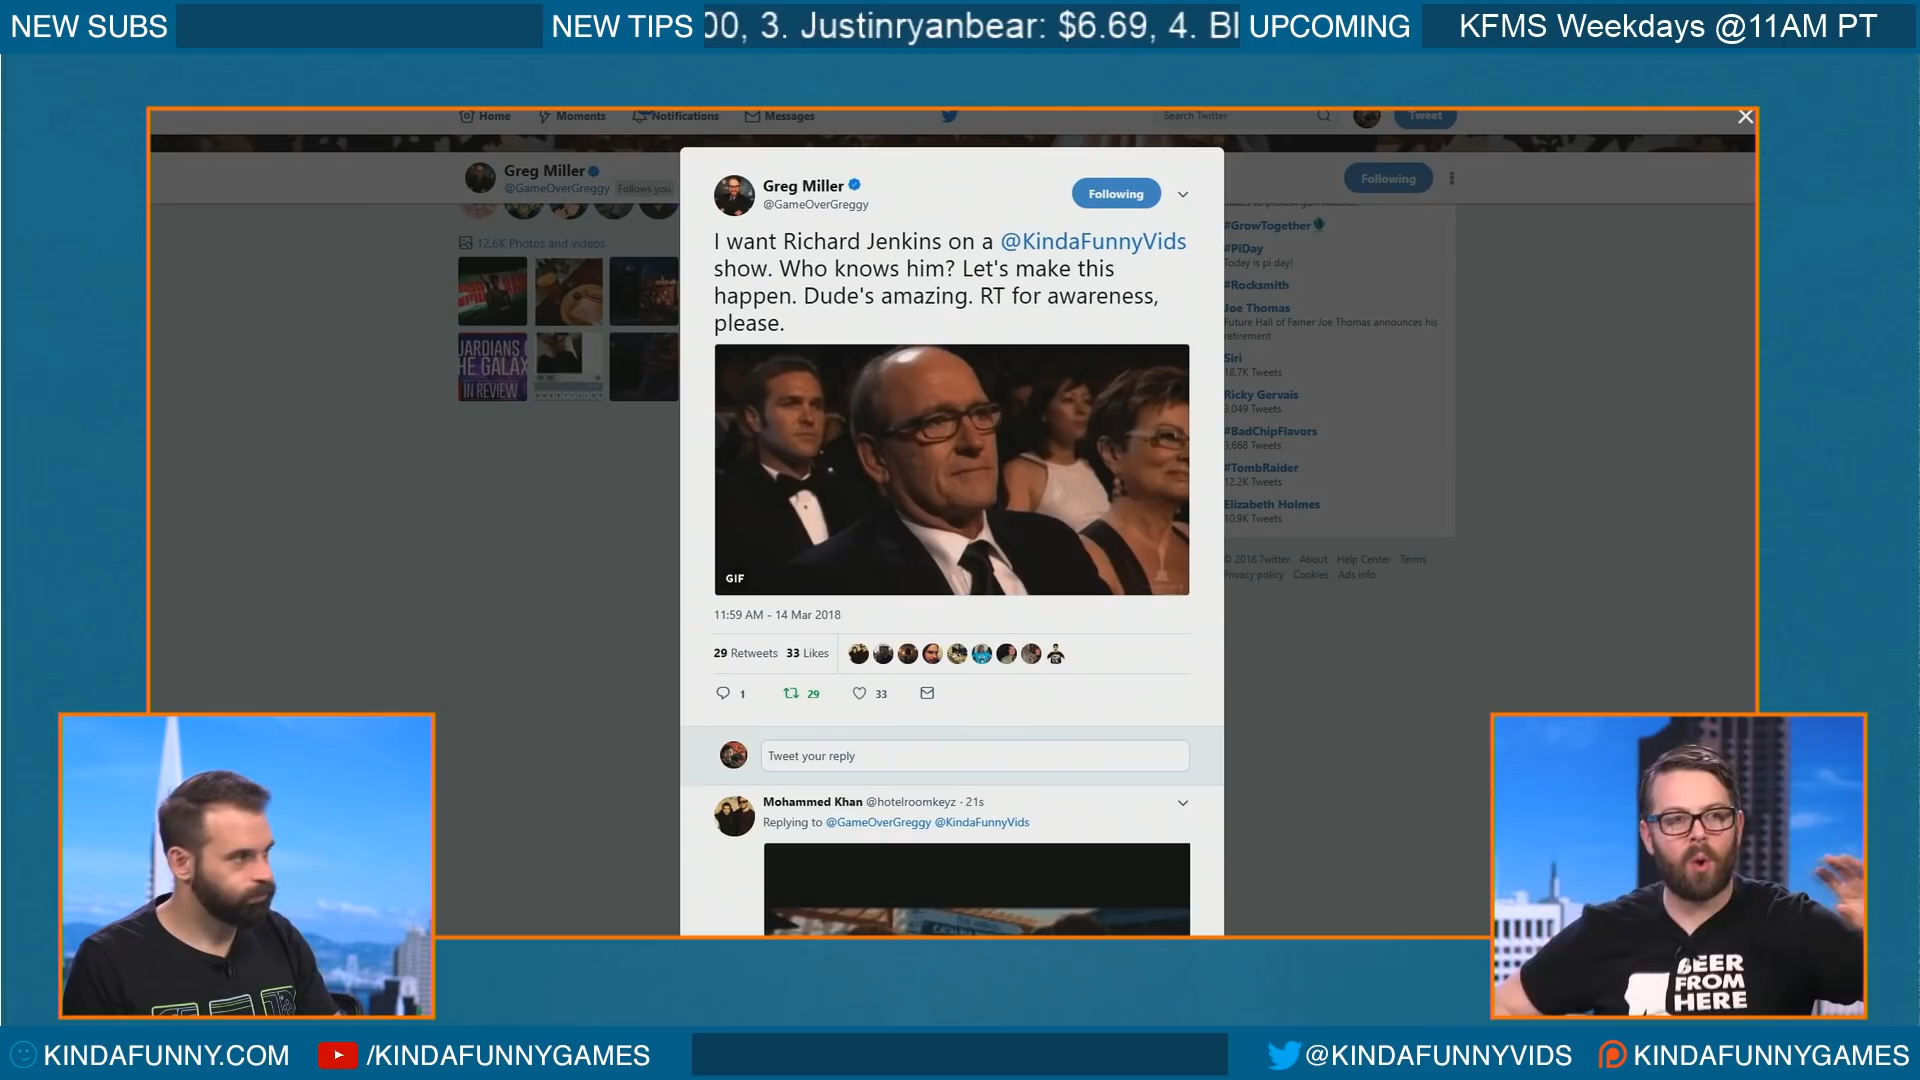 NEW SUBS
NEW TIPS
00, 3. Justinryanbear: $6.69, 4. Bl
UPCOMING
KFMS Weekdays @11AM PT
Home
Moments
Notifications
Messages
Search Twitter
Tweet
Greg Miller
@GameOverGreggy
Follows you
Following
12.6K Photos and videos
GUARDIANS OF
THE GALAXY
IN REVIEW
Greg Miller
@GameOverGreggy
Following
I want Richard Jenkins on a @KindaFunnyVids
show. Who knows him? Let's make this
happen. Dude's amazing. RT for awareness,
please.
GIF
11:59 AM - 14 Mar 2018
29 Retweets 33 Likes
1
29
33
Tweet your reply
Mohammed Khan @hotelroomkeyz · 21s
Replying to @GameOverGreggy @KindaFunnyVids
#GrowTogether
#PiDay
Today is pi day!
#Rocksmith
Joe Thomas
Future Hall of Famer Joe Thomas announces his
retirement
Siri
18.7K Tweets
Ricky Gervais
3,049 Tweets
#BadChipFlavors
3,668 Tweets
#TombRaider
12.2K Tweets
Elizabeth Holmes
10.9K Tweets
© 2018 Twitter About Help Center Terms
Privacy policy Cookies Ads info
BEER
FROM
HERE
KINDAFUNNY.COM
/KINDAFUNNYGAMES
@KINDAFUNNYVIDS
KINDAFUNNYGAMES